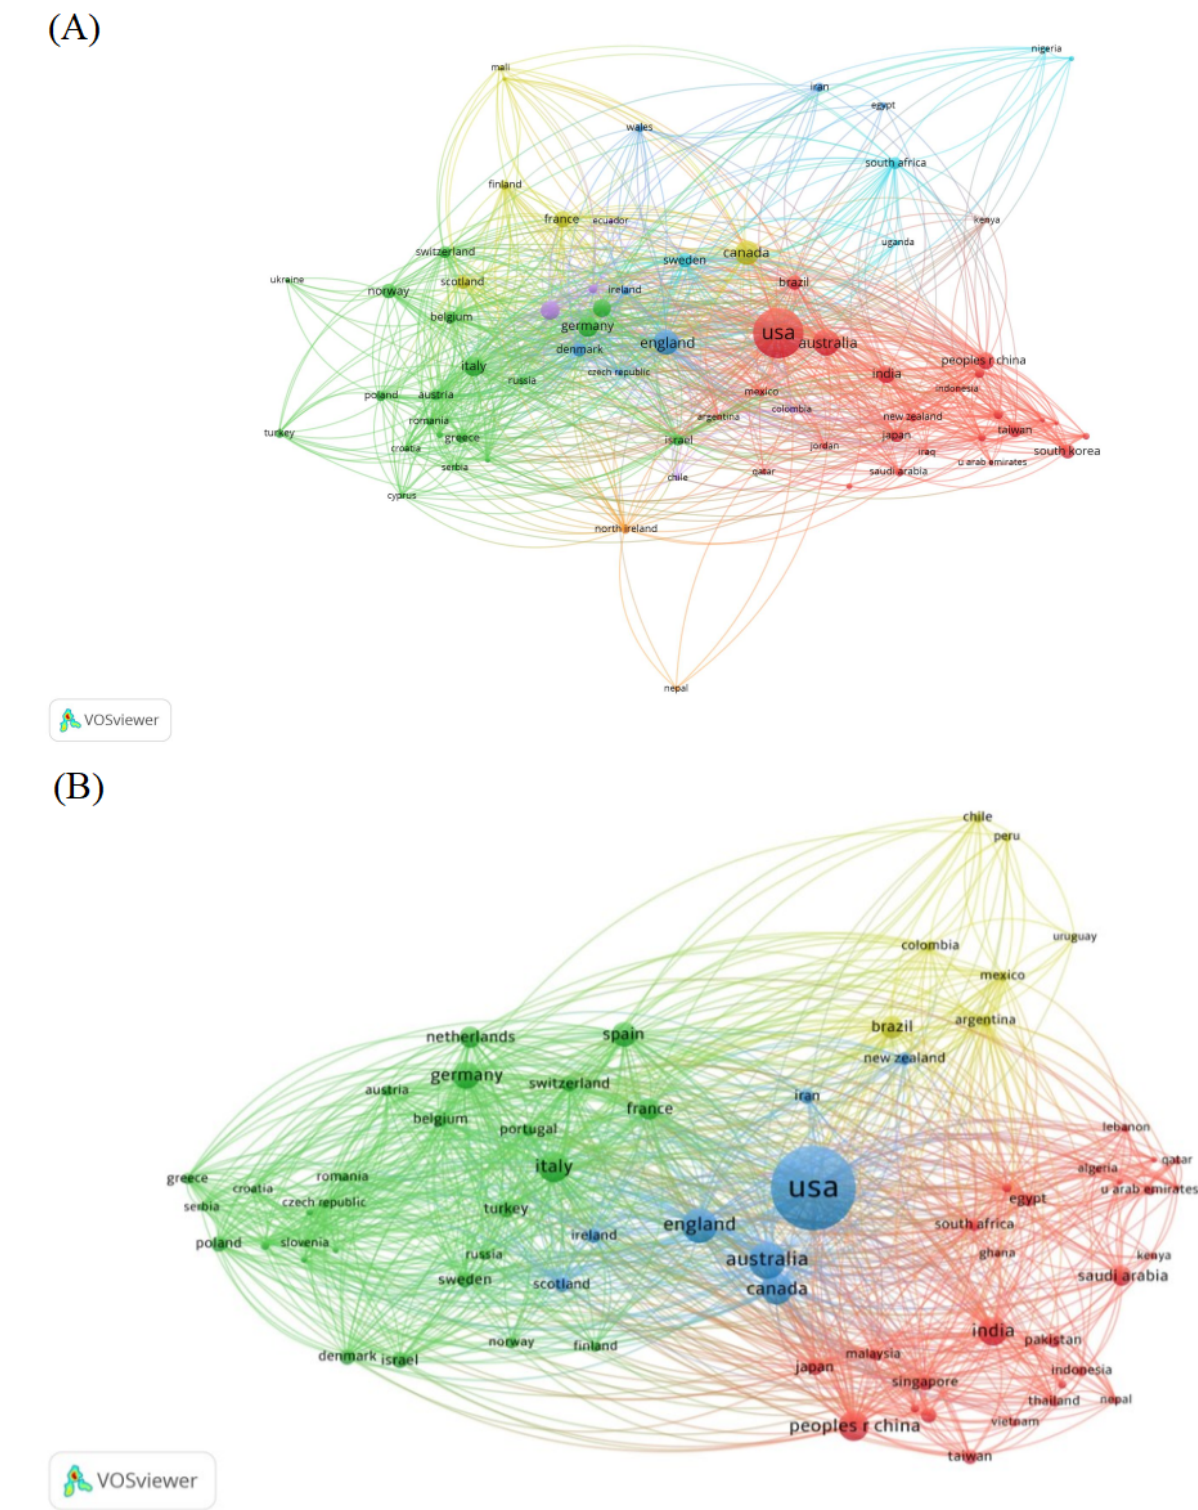 (A)
nigeria
mali
iran
egypt
wales
south africa
finland
france
ecuador
kenya
uganda
switzerland
sweden
canada
ukraine
scotland
brazil
norway
ireland
belgium
germany
usa
england
australia
denmark
peoples r china
italy
czech republic
india
russia
indonesia
poland
austria
mexico
colombia
argentina
new zealand
romania
turkey
taiwan
greece
israel
japan
croatia
jordan
iraq
south korea
serbia
qatar
saudi arabia
u arab emirates
chile
cyprus
north ireland
nepal
VOSviewer
(B)
chile
peru
uruguay
colombia
mexico
argentina
brazil
netherlands
spain
new zealand
germany
switzerland
austria
iran
france
belgium
portugal
lebanon
qatar
italy
algeria
greece
romania
usa
u arab emirates
croatia
egypt
serbia
czech republic
turkey
england
south africa
poland
slovenia
ireland
russia
ghana
kenya
australia
sweden
scotland
canada
saudi arabia
india
norway
finland
pakistan
denmark
israel
malaysia
japan
indonesia
singapore
thailand
nepal
peoples r china
vietnam
taiwan
VOSviewer